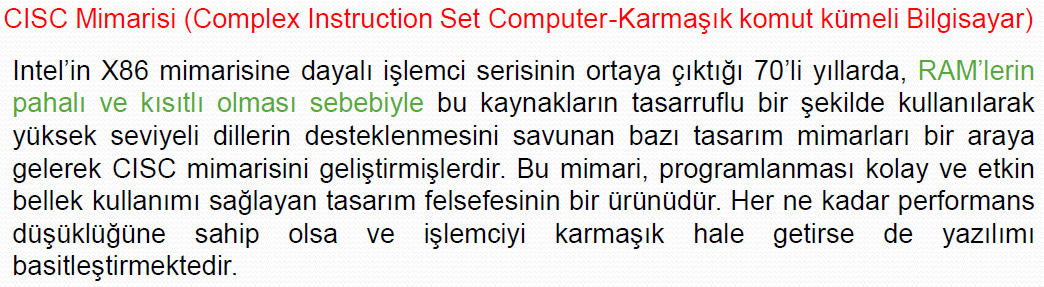 CISC Mimarisi (Complex Instruction Set Computer-Karmaşık komut kümeli Bilgisayar)
Intel’in X86 mimarisine dayalı işlemci serisinin ortaya çıktığı 70’li yıllarda, RAM’lerin
pahalı ve kısıtlı olması sebebiyle bu kaynakların tasarruflu bir şekilde kullanılarak
yüksek seviyeli dillerin desteklenmesini savunan bazı tasarım mimarları bir araya
gelerek CISC mimarisini geliştirmişlerdir. Bu mimari, programlanması kolay ve etkin
bellek kullanımı sağlayan tasarım felsefesinin bir ürünüdür. Her ne kadar performans
düşüklüğüne sahip olsa ve işlemciyi karmaşık hale getirse de yazılımı
basitleştirmektedir.